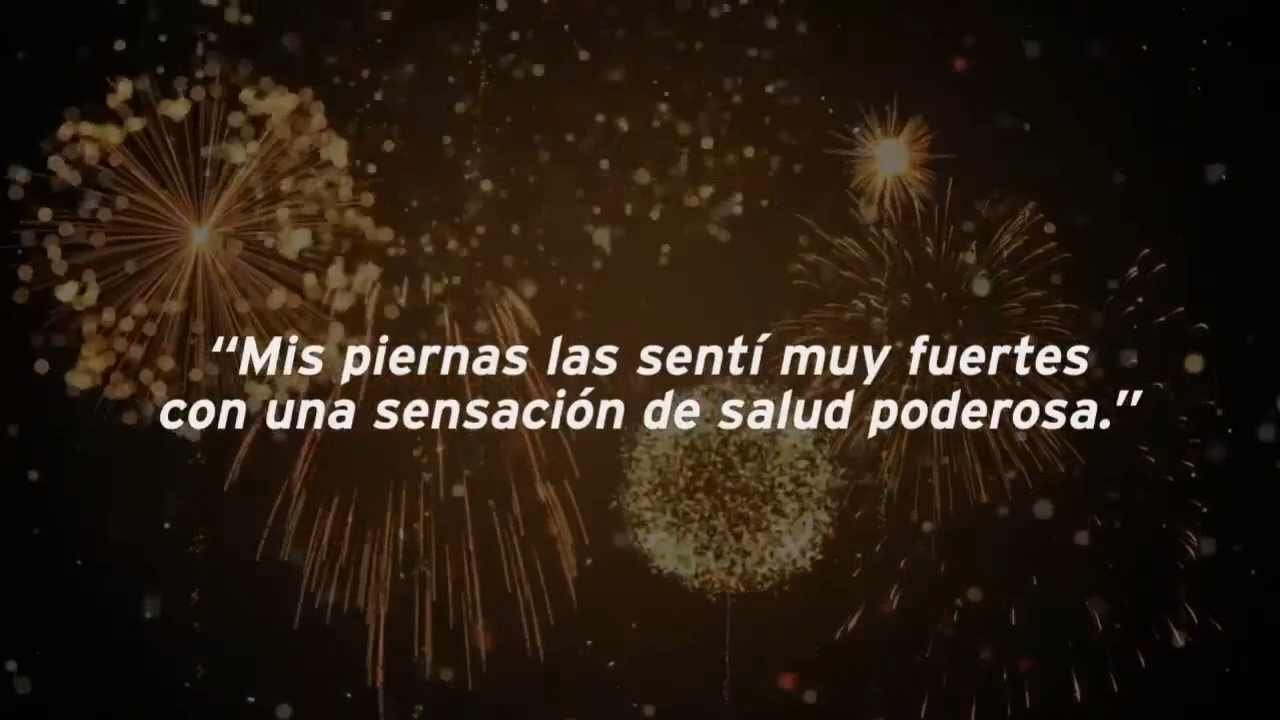 “Mis piernas las sentí muy fuertes
con una sensación de salud poderosa.”